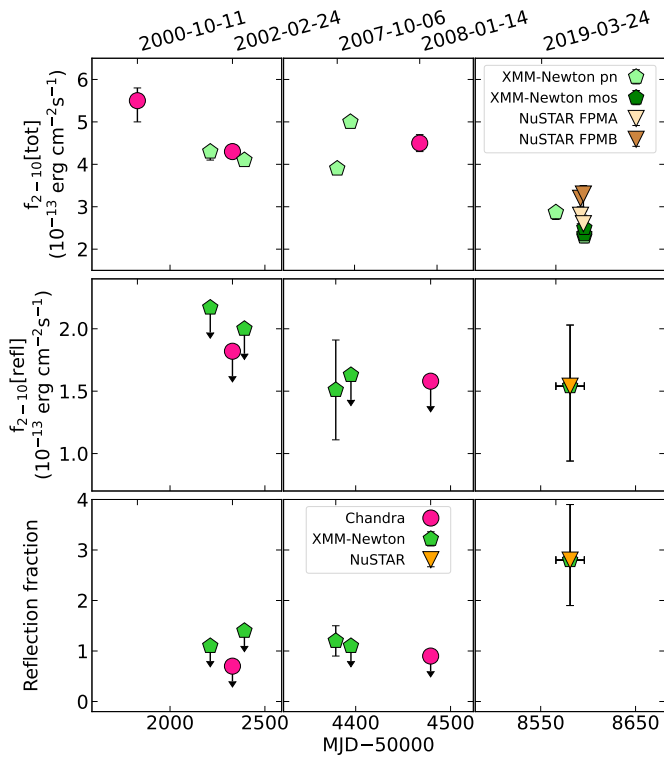 2000-10-11 2002-02-24 2007-10-06 2008-01-14 2019-03-24
6
5
4
3
2
f₂₋₁₀[tot]
(10⁻¹³ erg cm⁻²s⁻¹)
XMM-Newton pn
XMM-Newton mos
NuSTAR FPMA
NuSTAR FPMB
2.0
1.5
1.0
f₂₋₁₀[refl]
(10⁻¹³ erg cm⁻²s⁻¹)
4
3
2
1
0
Reflection fraction
Chandra
XMM-Newton
NuSTAR
2000 2500 4400 4500 8550 8650
MJD−50000